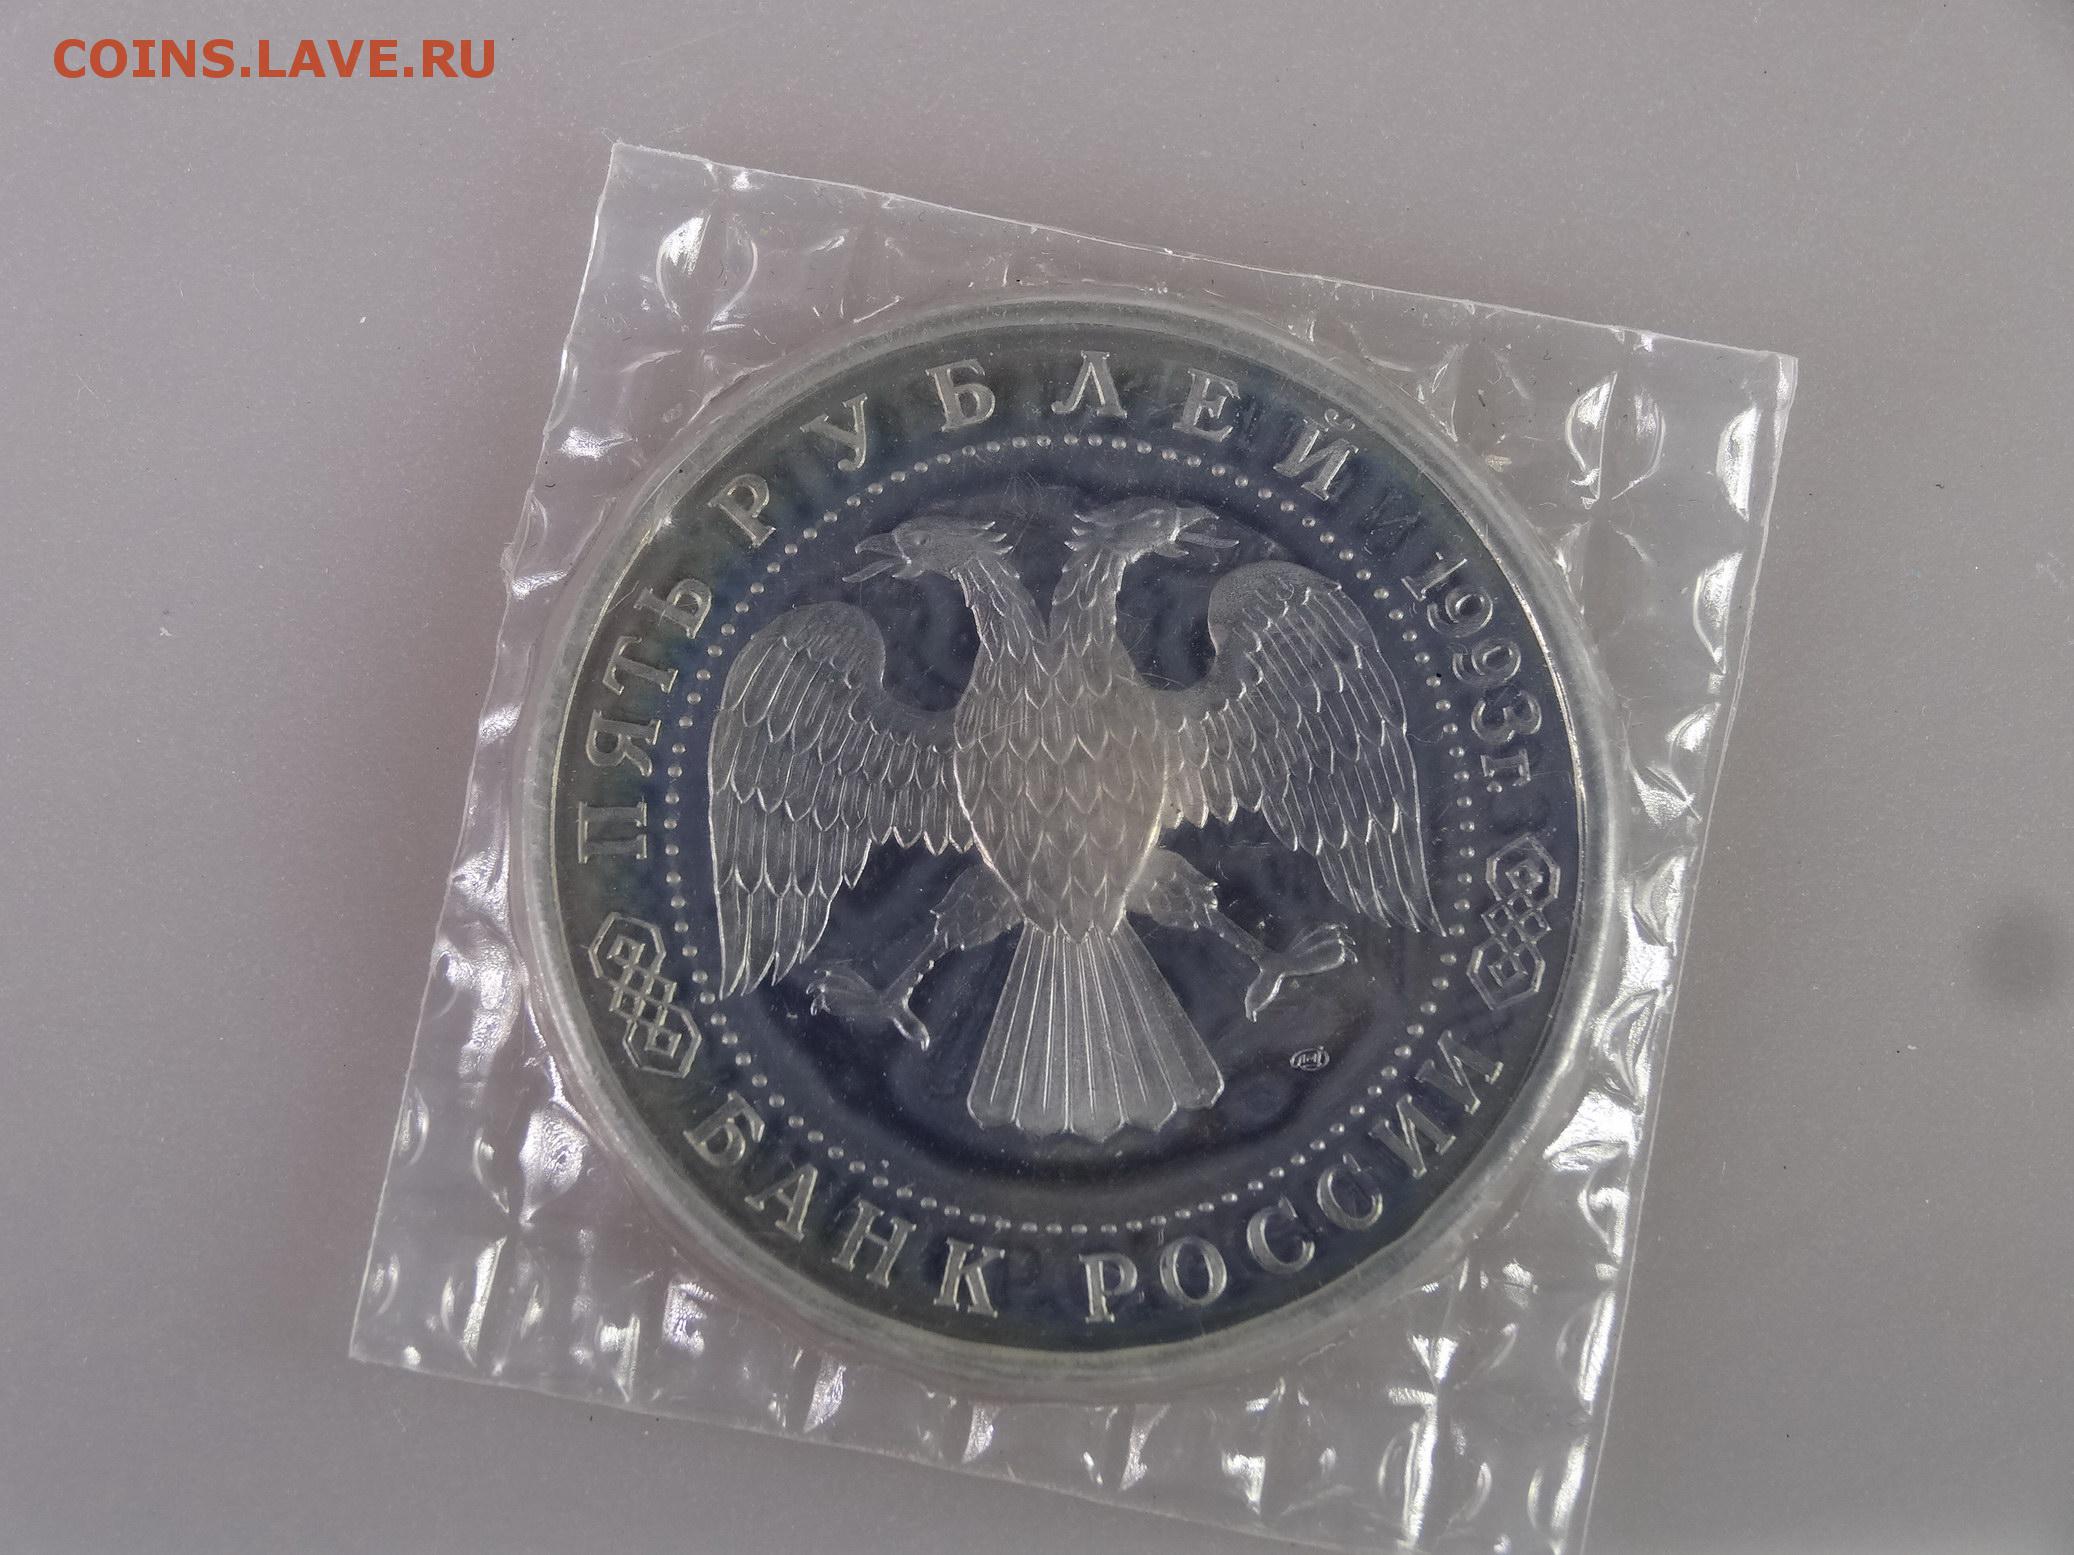 COINS.LAVE.RU
ПЯТЬ РУБЛЕЙ 1993г.
БАНК РОССИИ